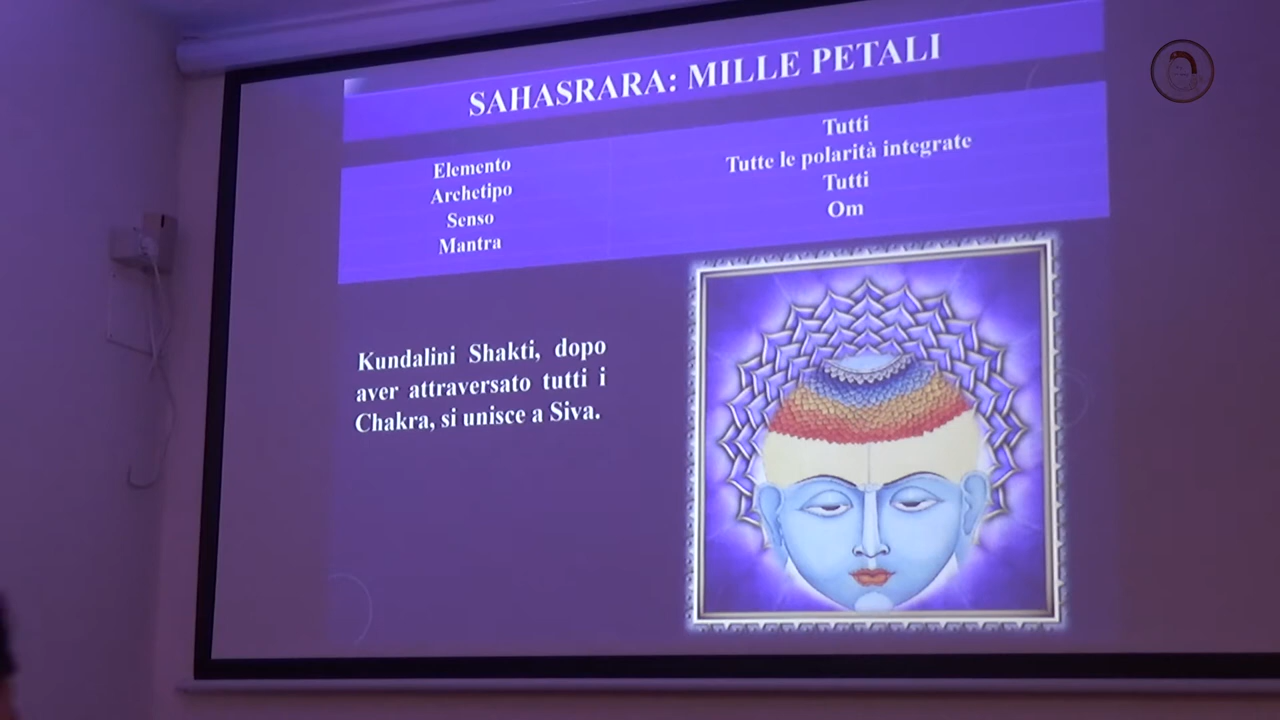 SAHASRARA: MILLE PETALI
Elemento Tutti
Archetipo Tutte le polarità integrate
Senso Tutti
Mantra Om
Kundalini Shakti, dopo
aver attraversato tutti i
Chakra, si unisce a Siva.